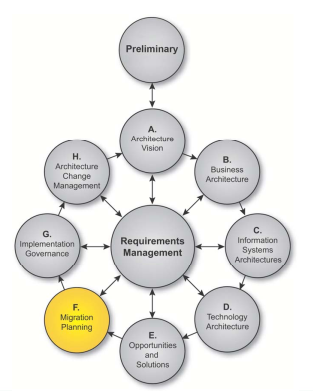 Preliminary
A.
Architecture
Vision
B.
Business
Architecture
C.
Information
Systems
Architectures
D.
Technology
Architecture
E.
Opportunities
and
Solutions
F.
Migration
Planning
G.
Implementation
Governance
H.
Architecture
Change
Management
Requirements
Management